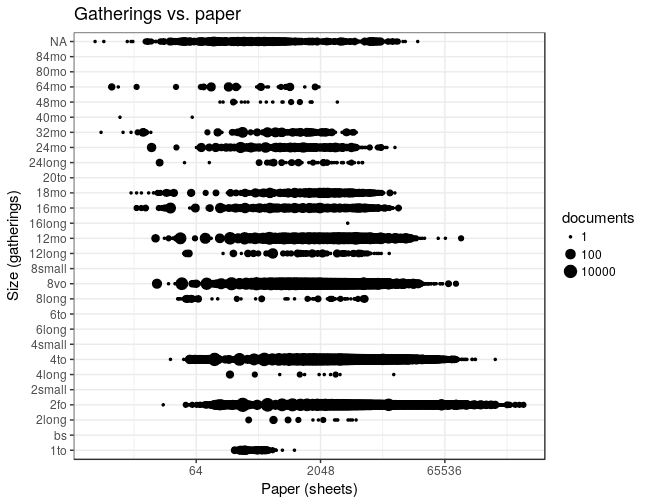 Gatherings vs. paper
NA
84mo
80mo
64mo
48mo
40mo
32mo
24mo
24long
20to
18mo
16mo
16long
12mo
12long
8small
8vo
8long
6to
6long
4small
4to
4long
2small
2fo
2long
bs
1to
Size (gatherings)
64
2048
65536
Paper (sheets)
documents
1
100
10000